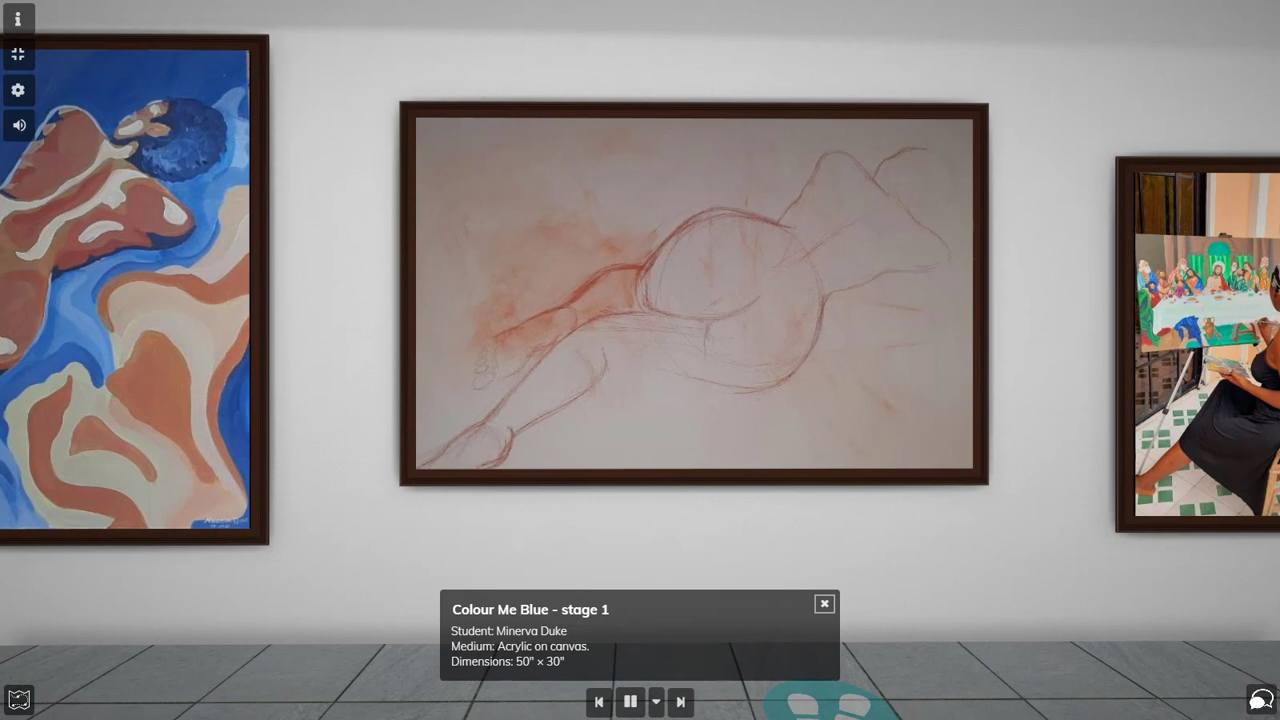 Colour Me Blue - stage 1
Student: Minerva Duke
Medium: Acrylic on canvas.
Dimensions: 50" × 30"